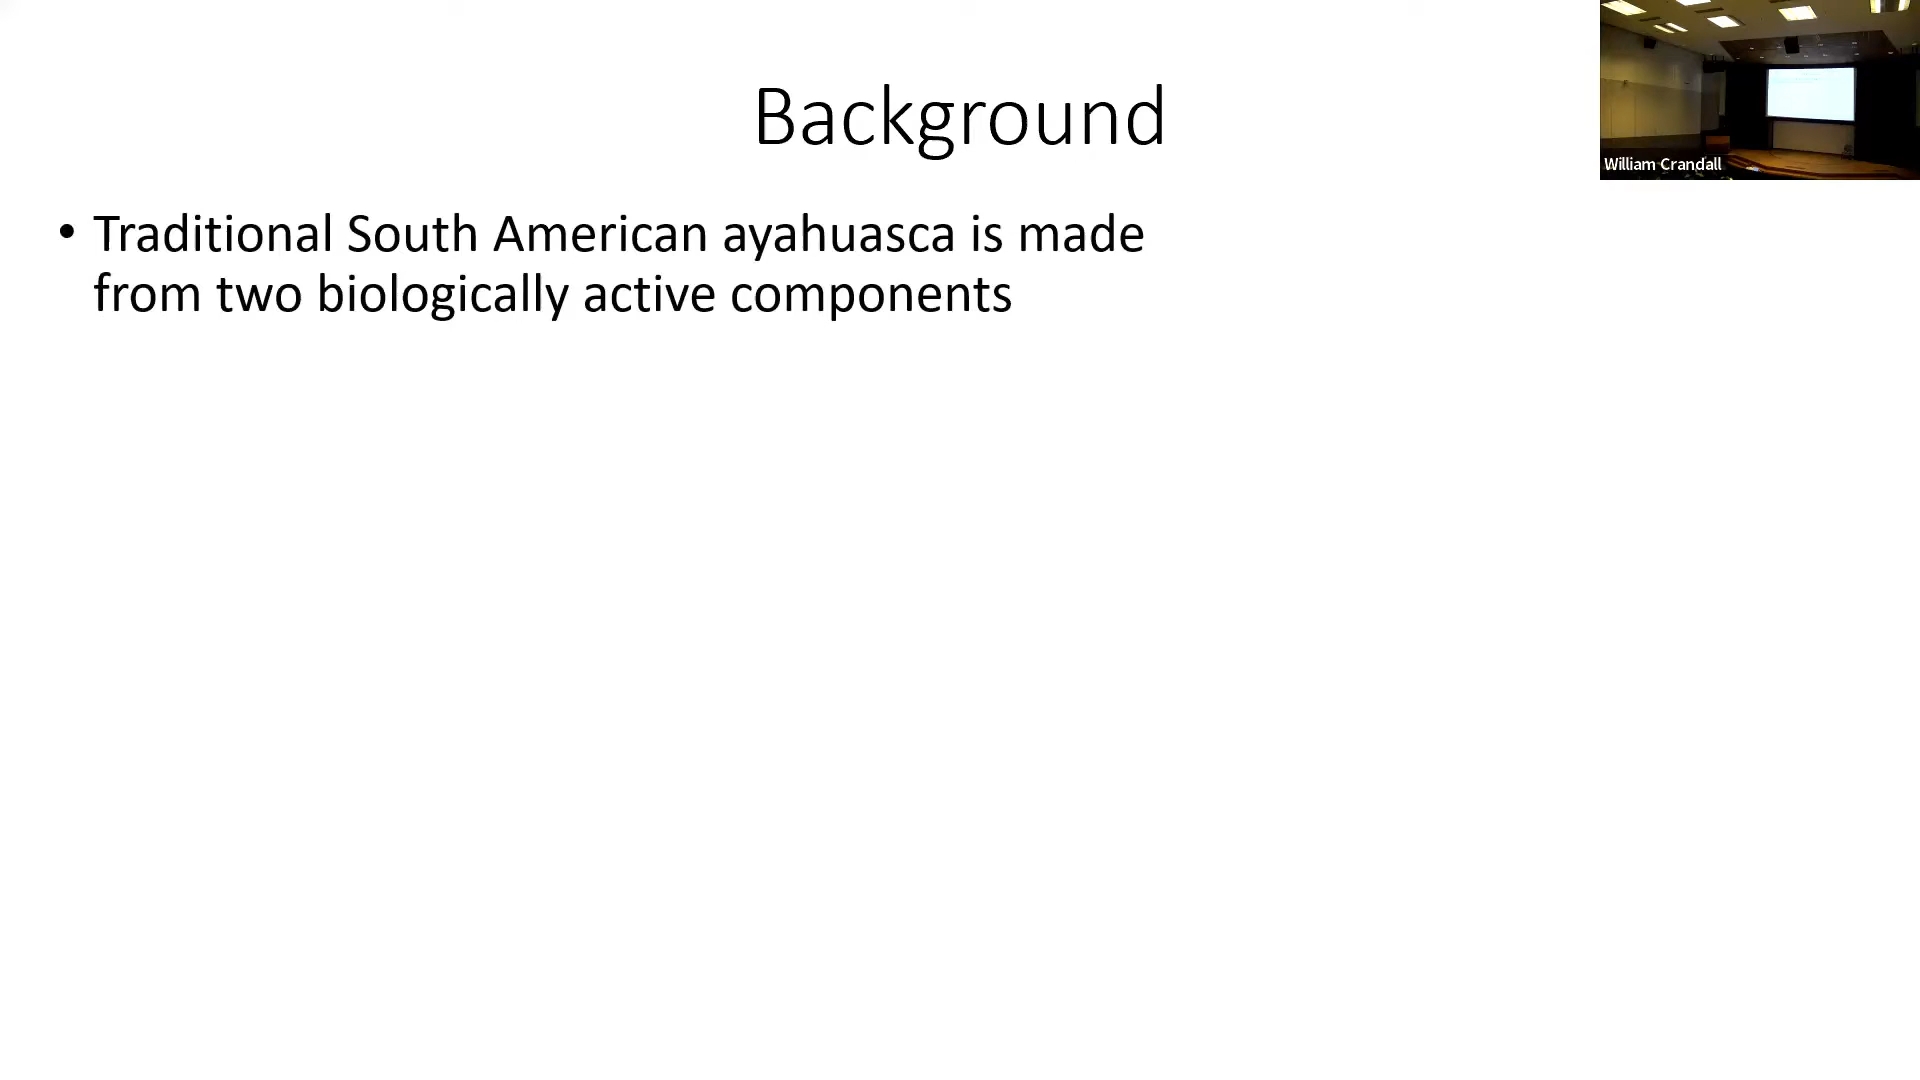 Background
William Crandall
• Traditional South American ayahuasca is made
from two biologically active components